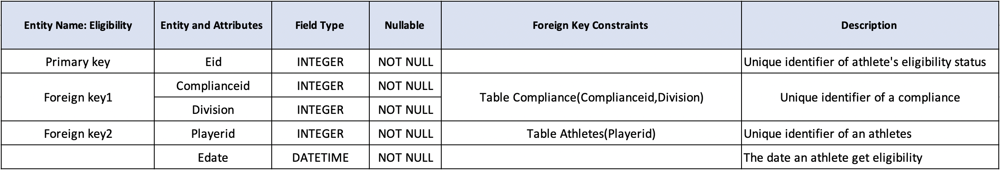 Entity Name: Eligibility Entity and Attributes Field Type Nullable Foreign Key Constraints Description
Primary key Eid INTEGER NOT NULL Unique identifier of athlete's eligibility status
Foreign key1 Complianceid INTEGER NOT NULL Table Compliance(Complianceid,Division) Unique identifier of a compliance
Division INTEGER NOT NULL
Foreign key2 Playerid INTEGER NOT NULL Table Athletes(Playerid) Unique identifier of an athletes
Edate DATETIME NOT NULL The date an athlete get eligibility